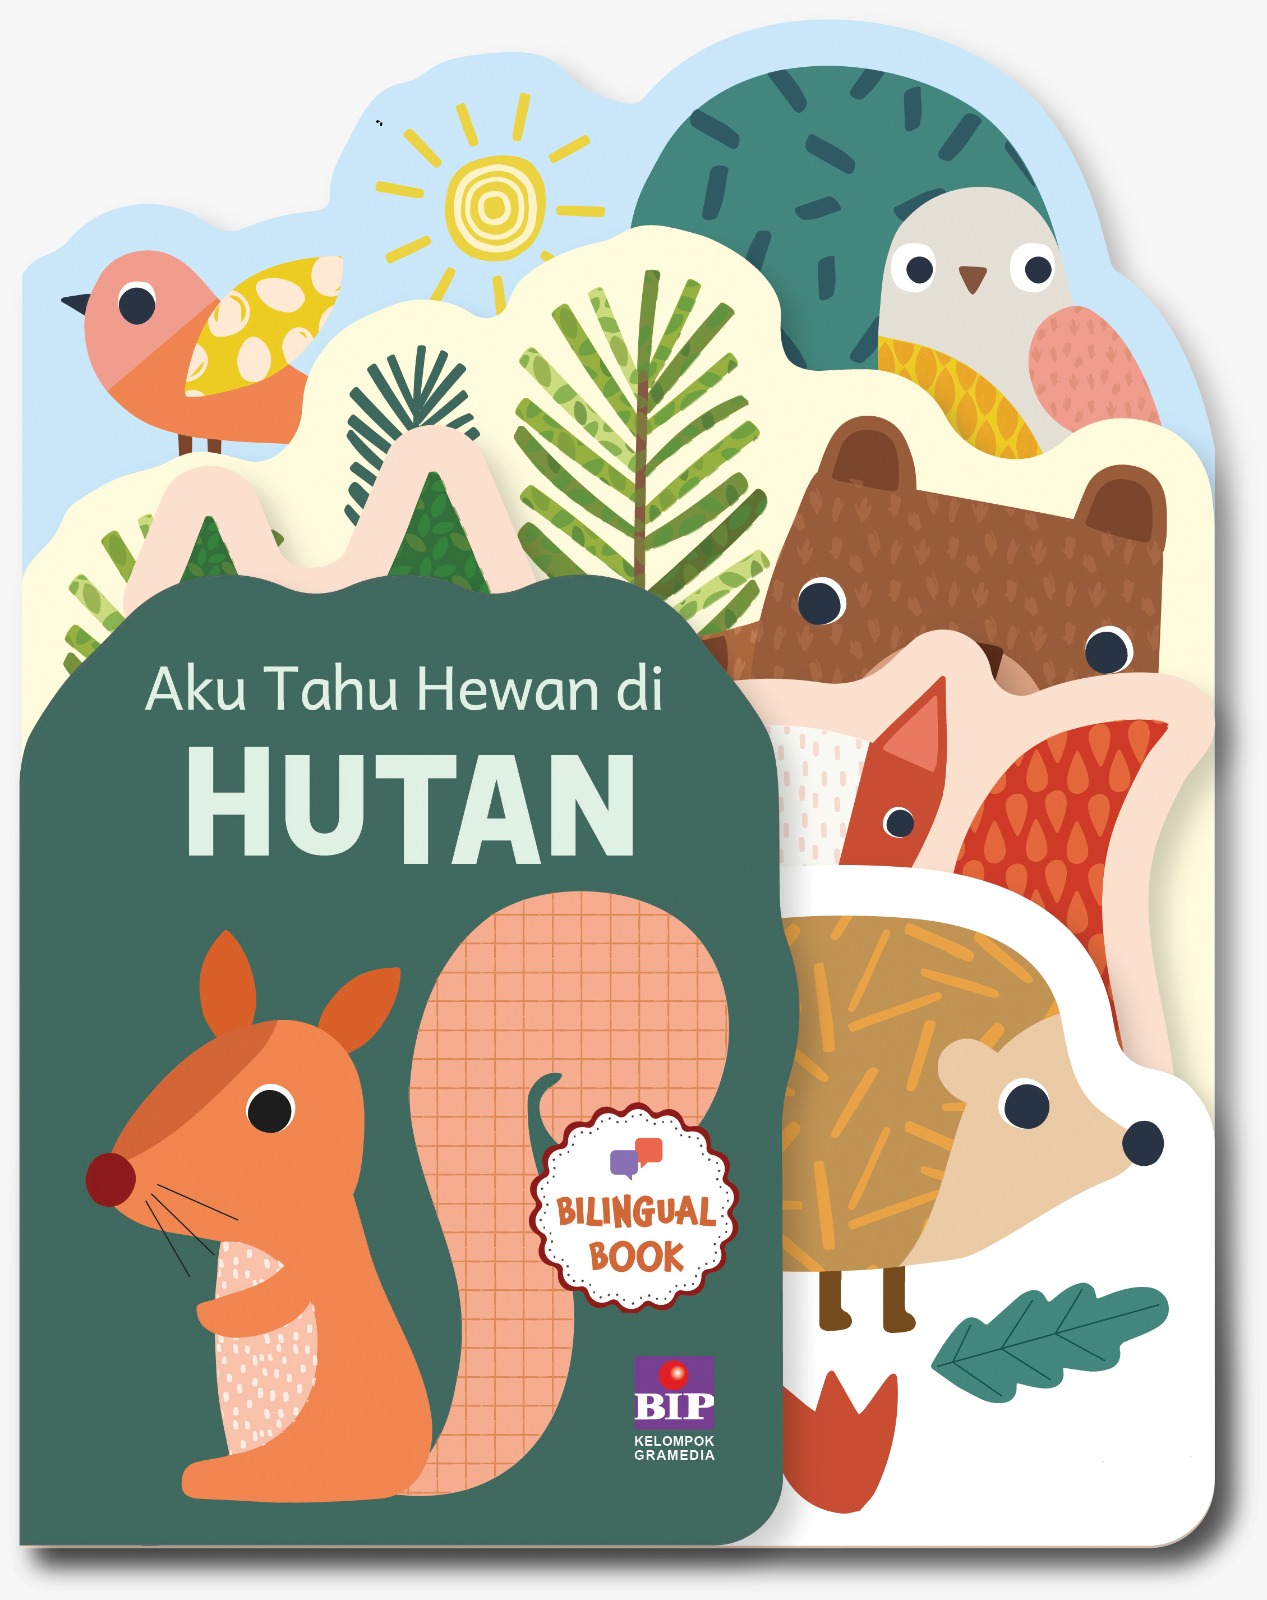 Aku Tahu Hewan di
HUTAN
BILINGUAL
BOOK
BIP
KELOMPOK
GRAMEDIA